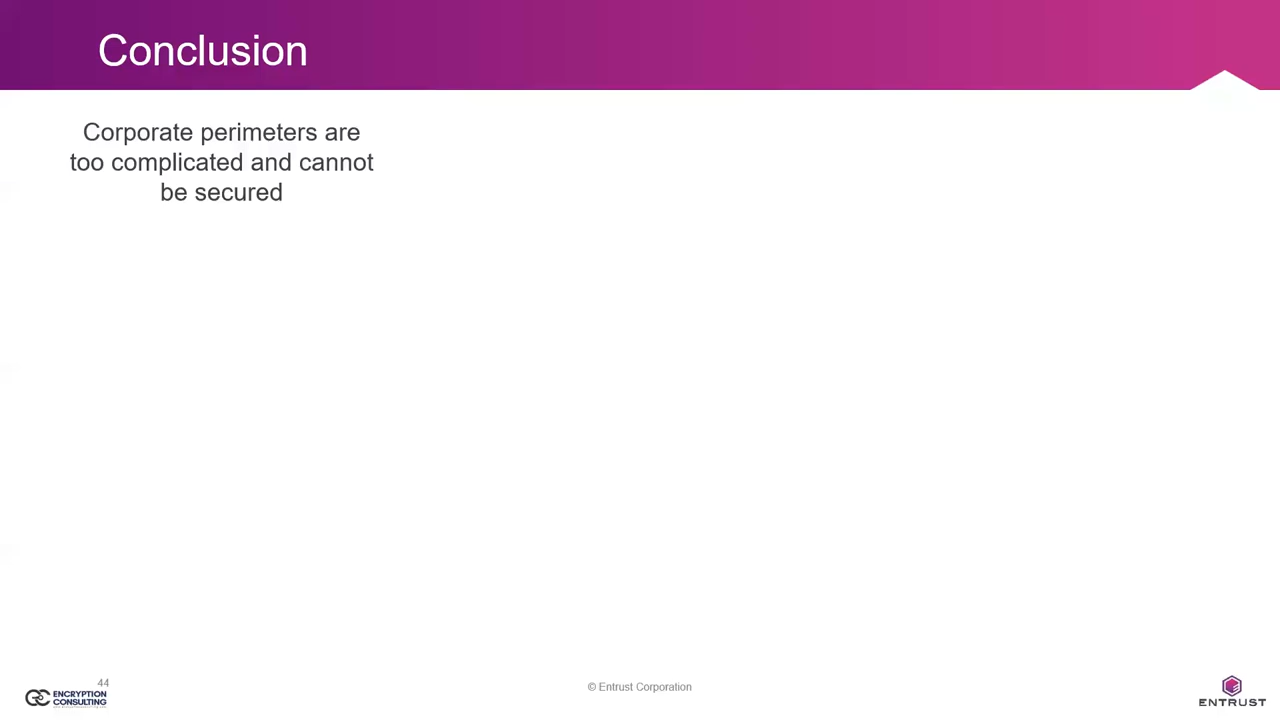 Conclusion
Corporate perimeters are
too complicated and cannot
be secured
44
ENCRYPTION
CONSULTING
© Entrust Corporation
ENTRUST